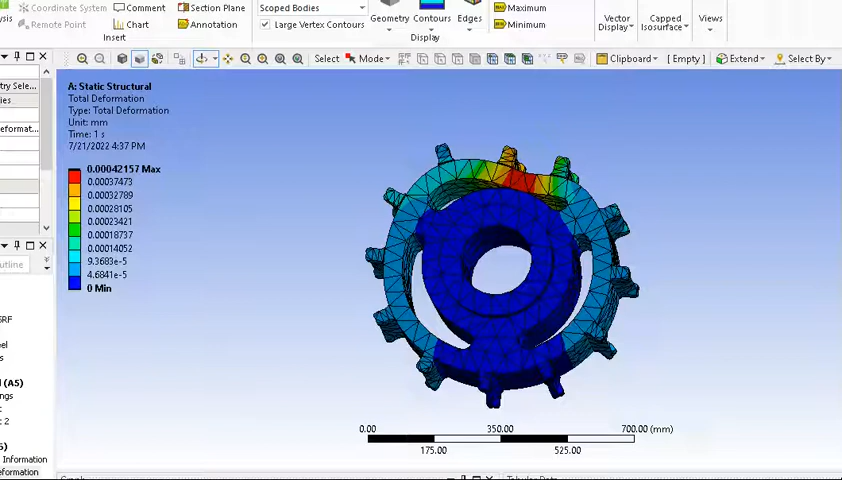 Coordinate System
Comment
Section Plane
Scoped Bodies
Maximum
Remote Point
Chart
Annotation
Large Vertex Contours
Geometry
Contours
Edges
Minimum
Vector
Display
Capped
Isosurface
Views
Insert
Display
Select
Mode
Clipboard
[ Empty ]
Extend
Select By
A: Static Structural
Total Deformation
Type: Total Deformation
Unit: mm
Time: 1 s
7/21/2022 4:37 PM
0.00042157 Max
0.00037473
0.00032789
0.00028105
0.00023421
0.00018737
0.00014052
9.3683e-5
4.6841e-5
0 Min
0.00
350.00
700.00 (mm)
175.00
525.00
(A5)
Information